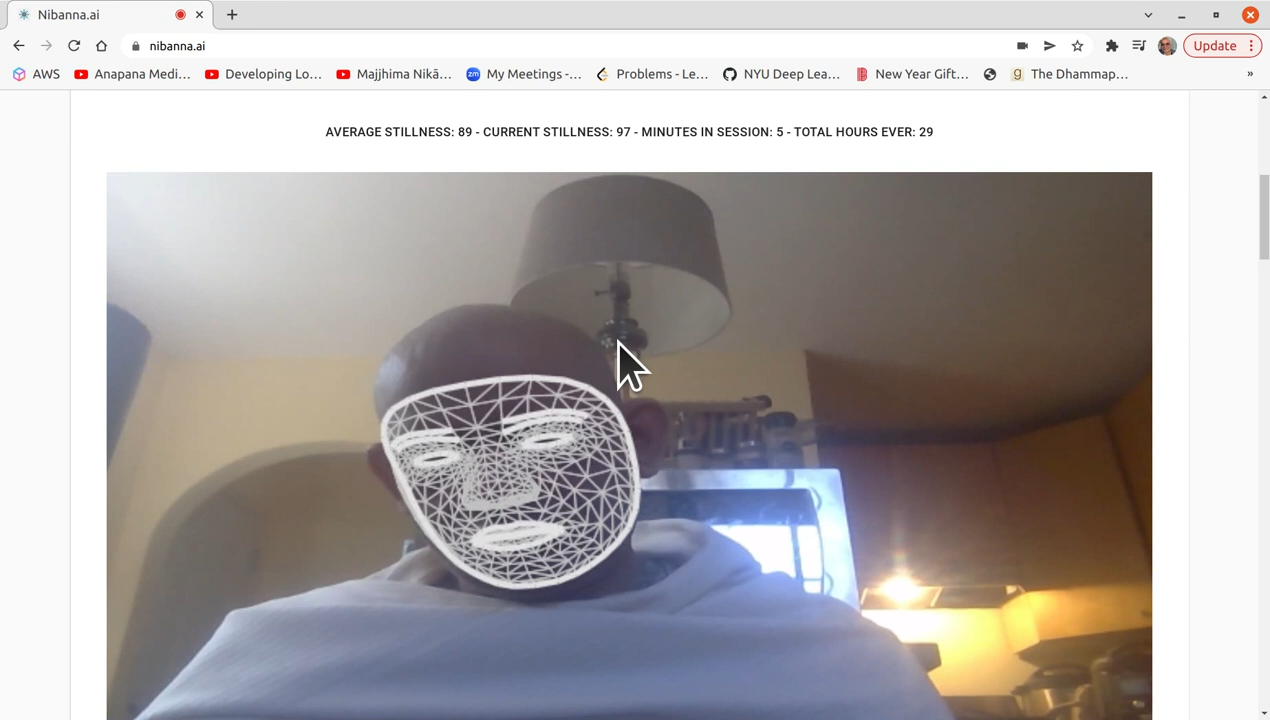 Nibanna.ai
nibanna.ai
Update
AWS Anapana Medi... Developing Lo... Majjhima Nikā... zm My Meetings -... Problems - Le... NYU Deep Lea... New Year Gift... g The Dhammap... »
AVERAGE STILLNESS: 89 - CURRENT STILLNESS: 97 - MINUTES IN SESSION: 5 - TOTAL HOURS EVER: 29